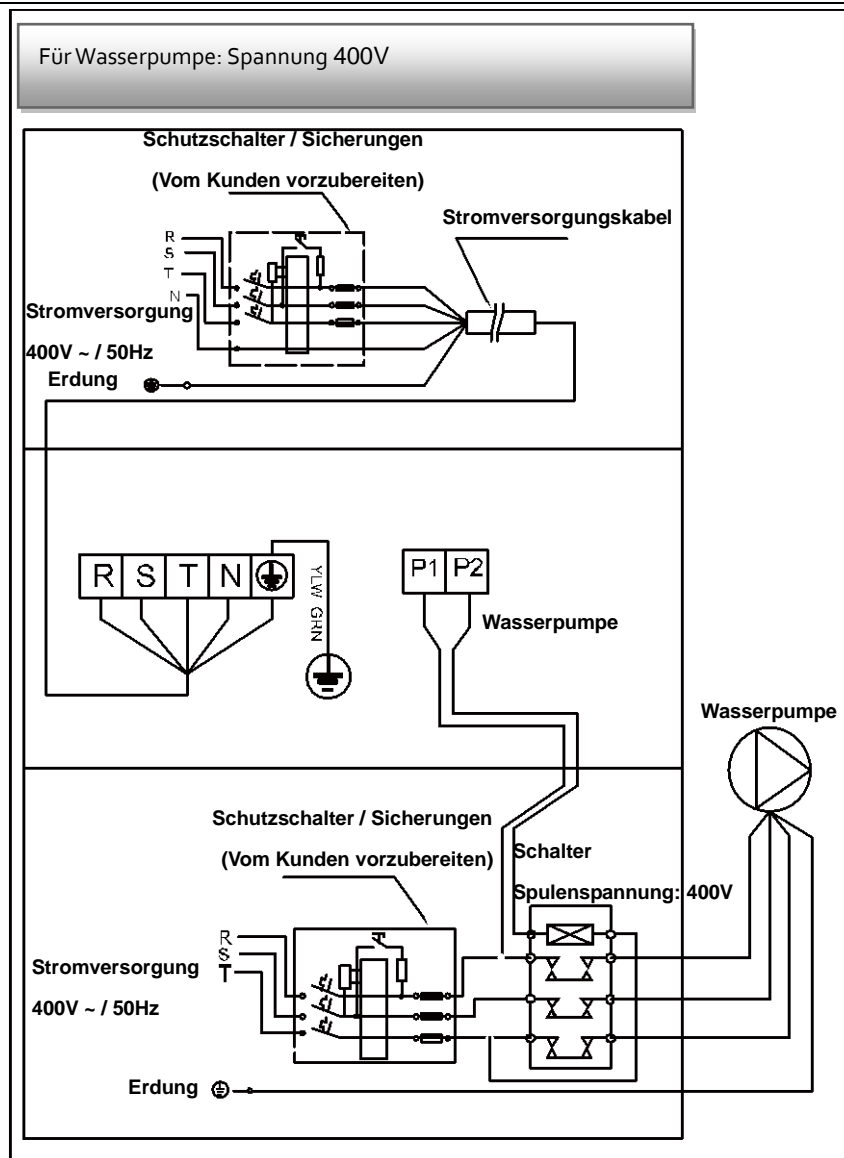 Für Wasserpumpe: Spannung 400V
Schutzschalter / Sicherungen
(Vom Kunden vorzubereiten)
Stromversorgungskabel
R
S
T
N
Stromversorgung
400V ~ / 50Hz
Erdung
R S T N
YLW GRN
P1 P2
Wasserpumpe
Wasserpumpe
Schutzschalter / Sicherungen
(Vom Kunden vorzubereiten)
Schalter
Spulenspannung: 400V
R
S
T
Stromversorgung
400V ~ / 50Hz
Erdung